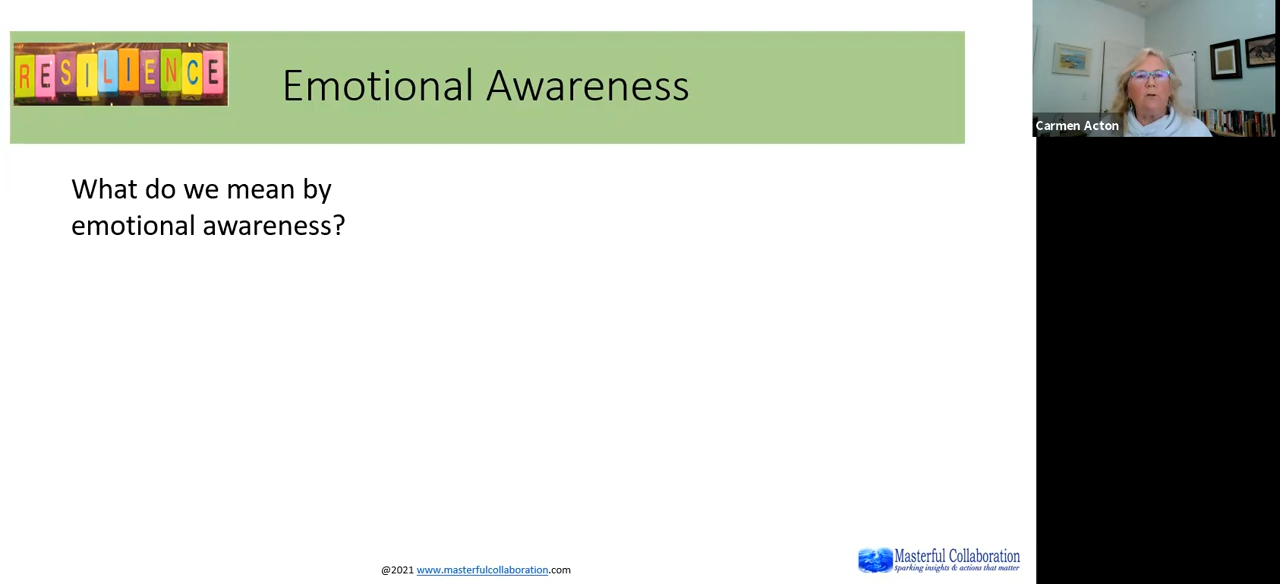 RESILIENCE
Emotional Awareness
Carmen Acton
What do we mean by
emotional awareness?
Masterful Collaboration
Sparking insights & actions that matter
@2021 www.masterfulcollaboration.com